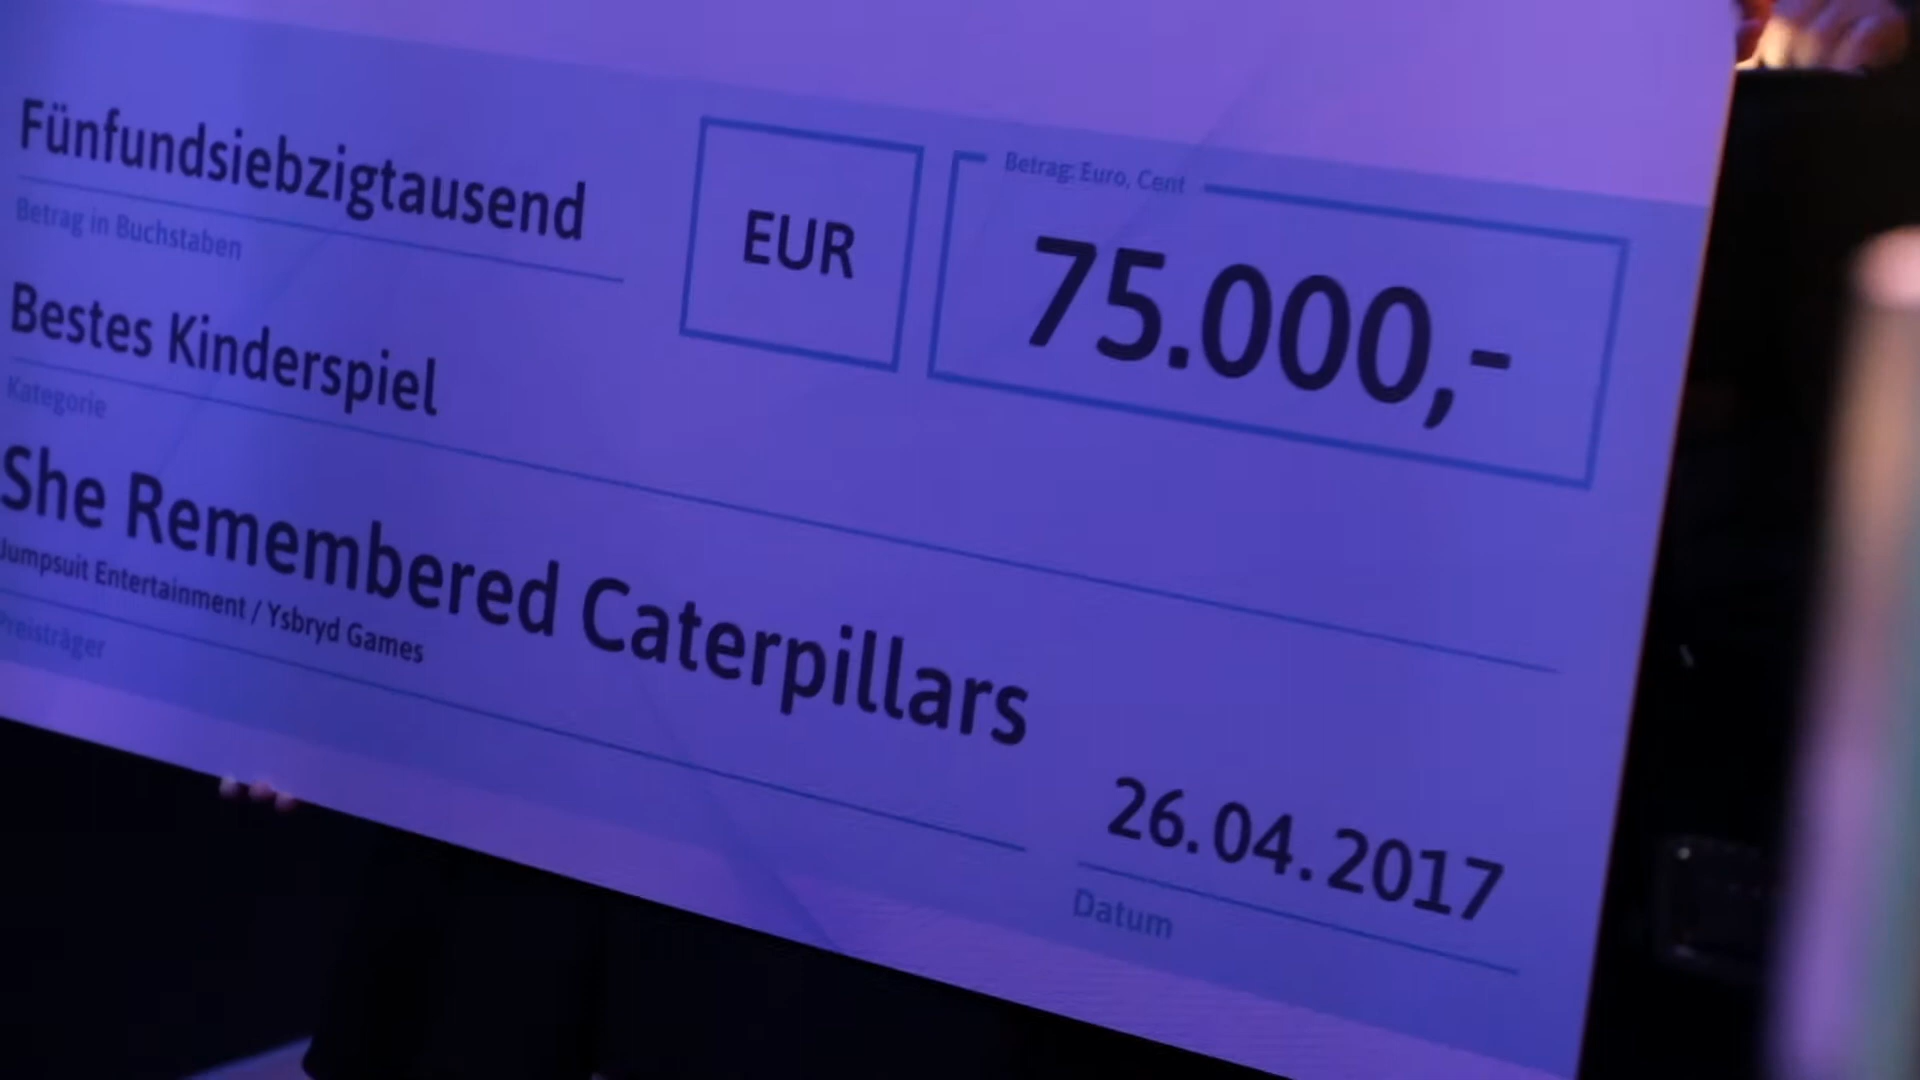 Fünfundsiebzigtausend
Betrag in Buchstaben
EUR
Betrag: Euro, Cent
75.000,-
Bestes Kinderspiel
Kategorie
She Remembered Caterpillars
Jumpsuit Entertainment / Ysbryd Games
Preisträger
26.04.2017
Datum